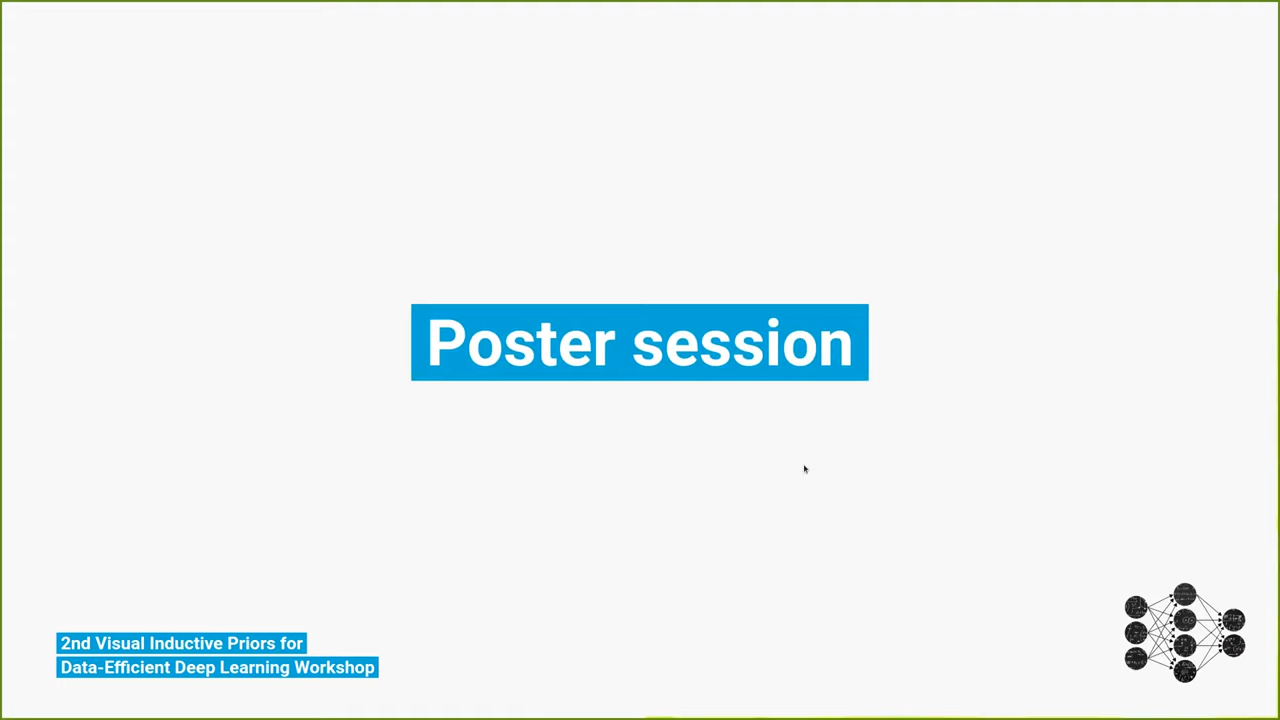 Poster session
2nd Visual Inductive Priors for
Data-Efficient Deep Learning Workshop